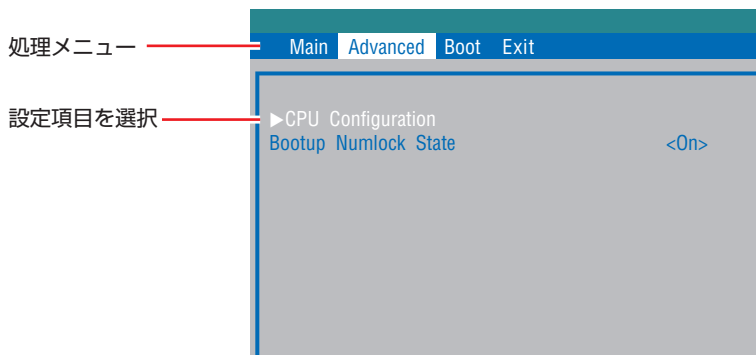 処理メニュー
Main Advanced Boot Exit
設定項目を選択
▶CPU Configuration
Bootup Numlock State <On>